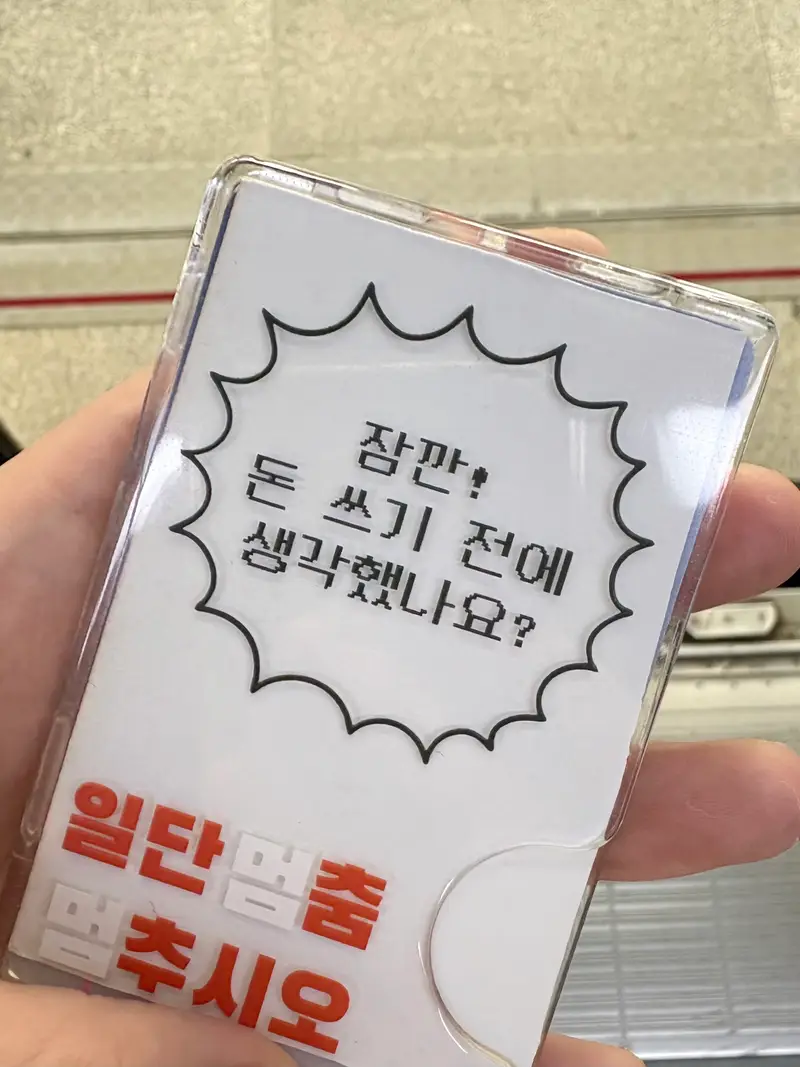 잠깐!
돈 쓰기 전에
생각했나요?
일단멈춤
멈추시오